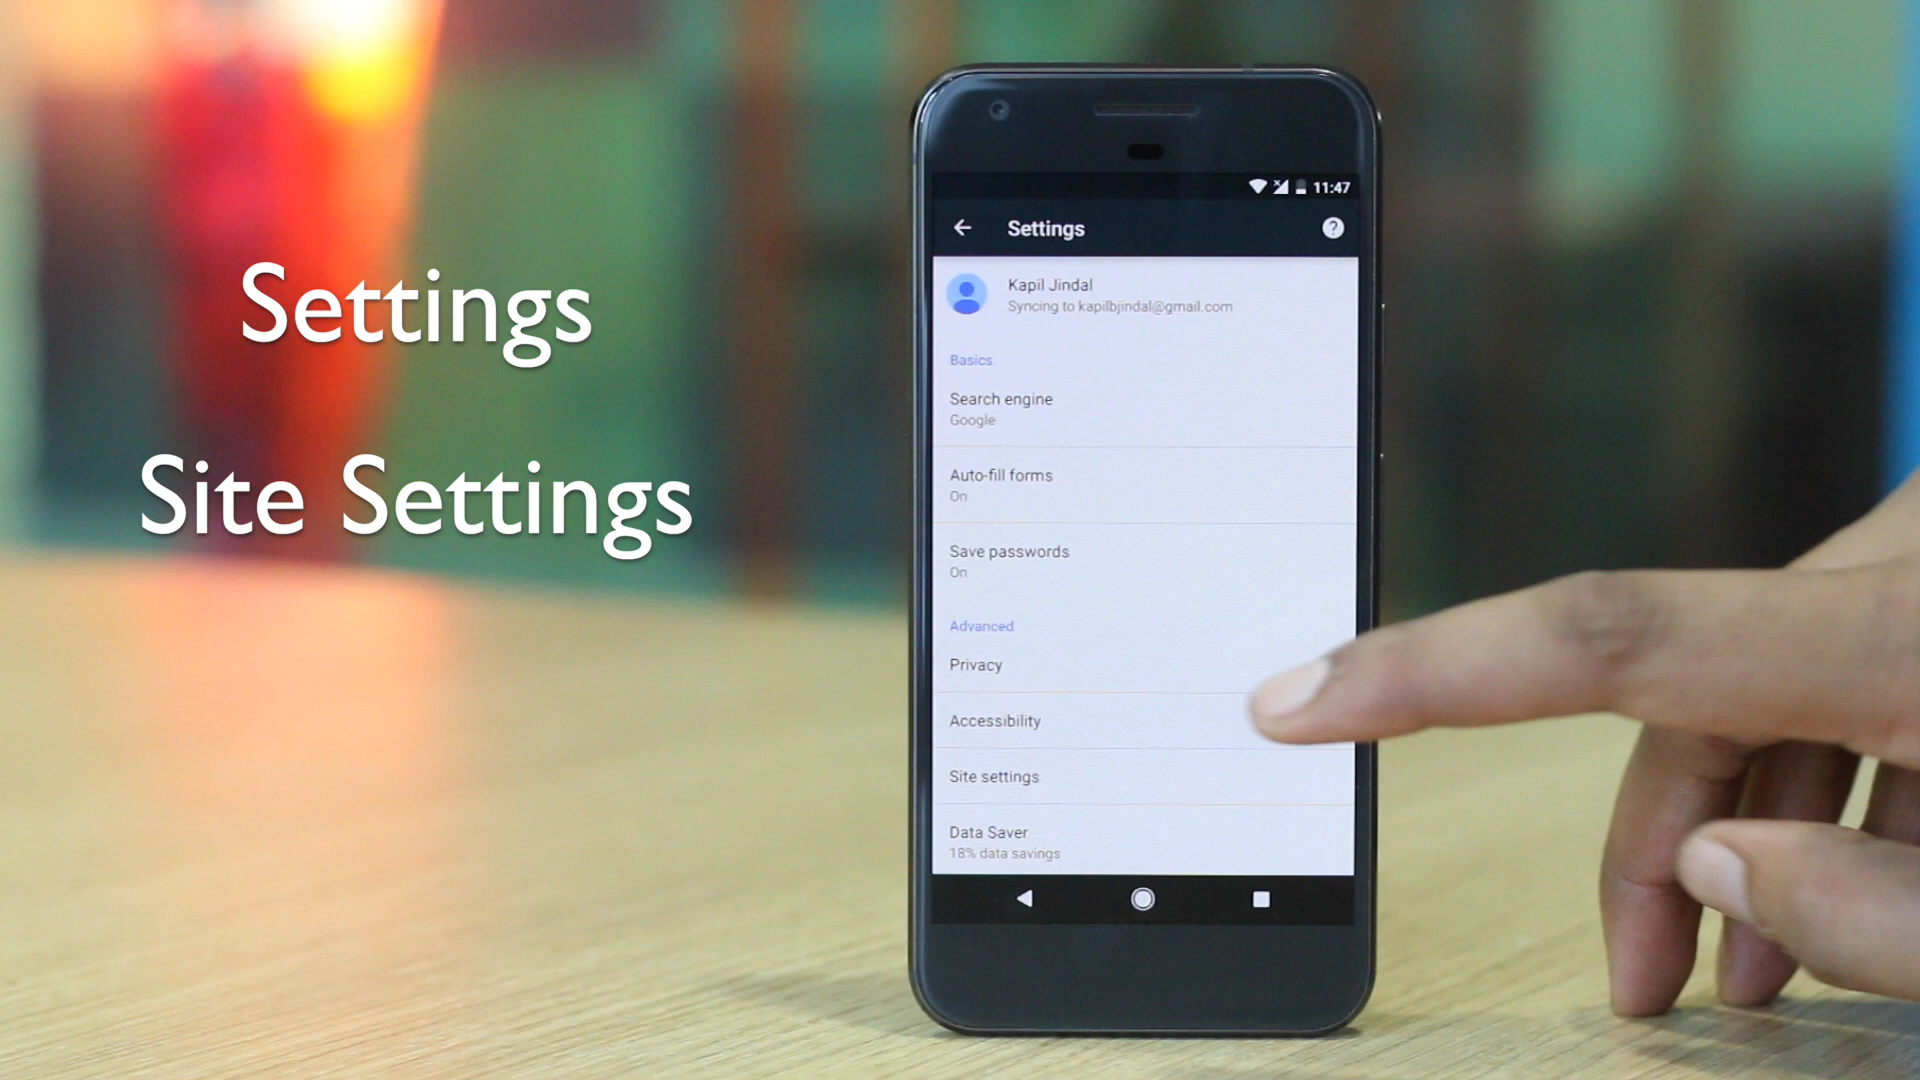 Settings
Site Settings
11:47
Settings
Kapil Jindal
Syncing to kapilbjindal@gmail.com
Basics
Search engine
Google
Auto-fill forms
On
Save passwords
On
Advanced
Privacy
Accessibility
Site settings
Data Saver
18% data savings